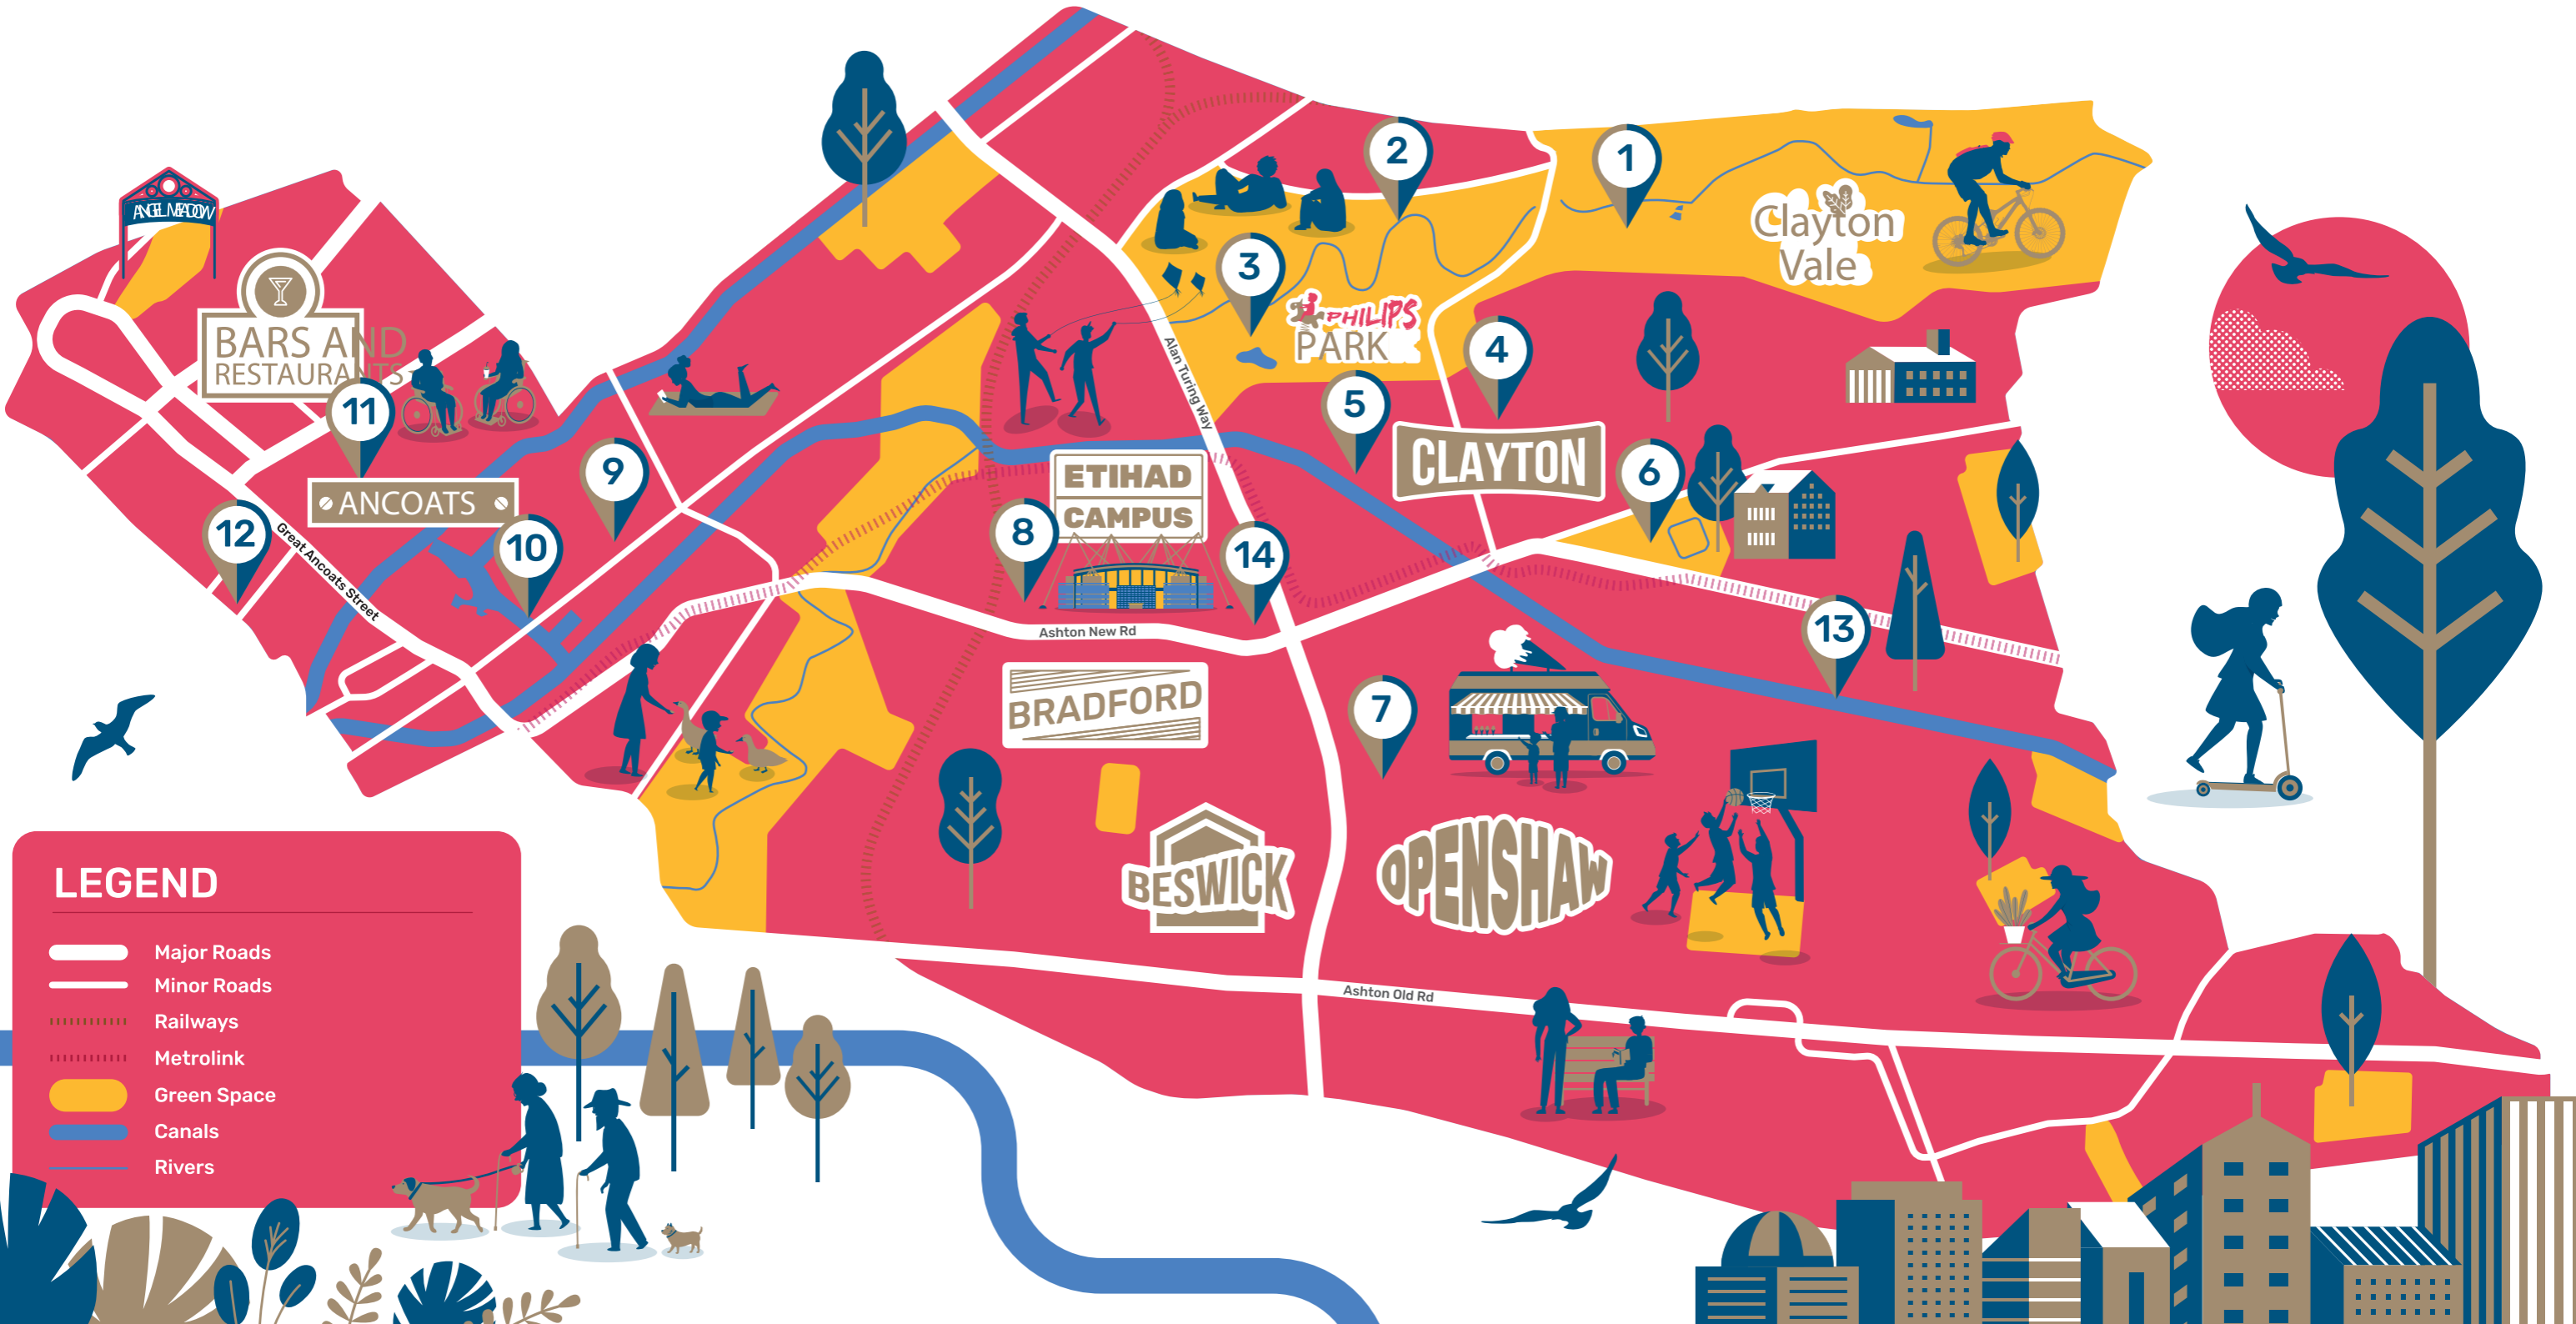 ANGEL MEADOW
BARS AND
RESTAURANTS
11
ANCOATS
12
Great Ancoats Street
10
9
2
1
3
Clayton
Vale
PHILIPS
PARK
Alan Turing Way
4
5
CLAYTON
6
ETIHAD
CAMPUS
8
14
Ashton New Rd
13
BRADFORD
7
BESWICK
OPENSHAW
Ashton Old Rd
LEGEND
Major Roads
Minor Roads
Railways
Metrolink
Green Space
Canals
Rivers